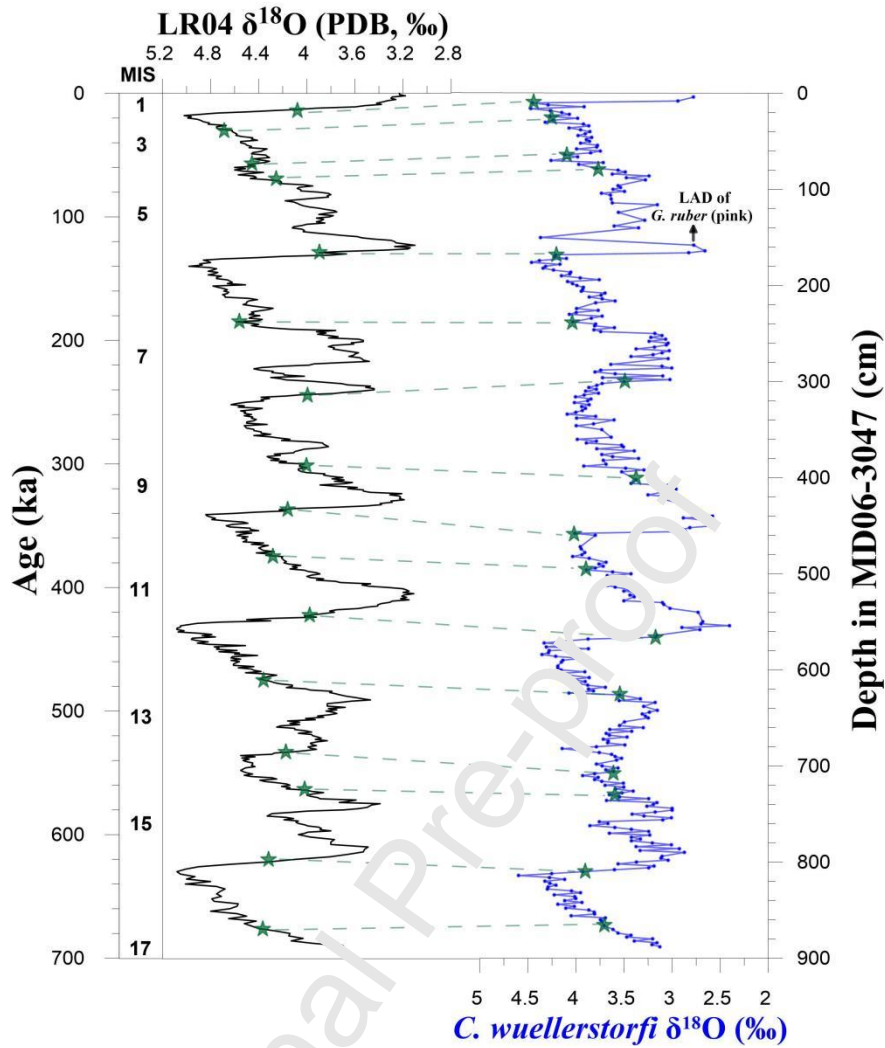 LR04 δ¹⁸O (PDB, ‰)
5.2 4.8 4.4 4 3.6 3.2 2.8
MIS
0 1 0
3
100
100 5
LAD of
G. ruber (pink)
200
200
7
300
300
9 400
400 500
11
600
500 13
700
600 15
800
700 17 900
Age (ka)
Depth in MD06-3047 (cm)
5 4.5 4 3.5 3 2.5 2
C. wuellerstorfi δ¹⁸O (‰)
nal Pre-proof